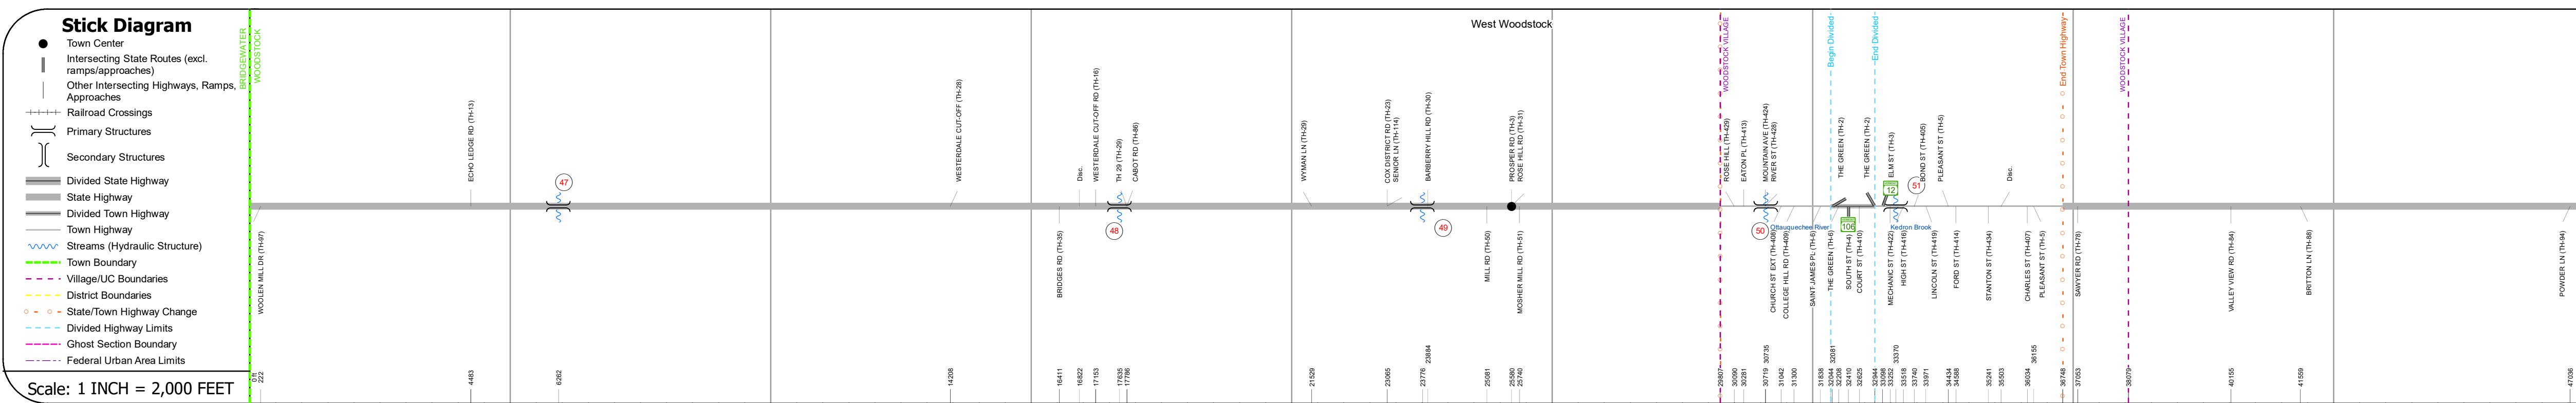 Stick Diagram
Town Center
Intersecting State Routes (excl.
ramps/approaches)
Other Intersecting Highways, Ramps,
Approaches
Railroad Crossings
Primary Structures
Secondary Structures
Divided State Highway
State Highway
Divided Town Highway
Town Highway
Streams (Hydraulic Structure)
Town Boundary
Village/UC Boundaries
District Boundaries
State/Town Highway Change
Divided Highway Limits
Ghost Section Boundary
Federal Urban Area Limits
Scale: 1 INCH = 2,000 FEET
BRIDGEWATER
WOODSTOCK
West Woodstock
WOODSTOCK VILLAGE
Begin Divided
End Divided
End Town Highway
WOODSTOCK VILLAGE
ECHO LEDGE RD (TH-13)
WESTERDALE CUT-OFF (TH-28)
Disc.
WESTERDALE CUT-OFF RD (TH-16)
TH 29 (TH-29)
CABOT RD (TH-86)
WYMAN LN (TH-29)
COX DISTRICT RD (TH-23)
SENIOR LN (TH-114)
BARBERRY HILL RD (TH-30)
PROSPER RD (TH-3)
ROSE HILL RD (TH-31)
ROSE HILL (TH-429)
EATON PL (TH-413)
MOUNTAIN AVE (TH-424)
RIVER ST (TH-428)
THE GREEN (TH-2)
THE GREEN (TH-2)
ELM ST (TH-3)
BOND ST (TH-405)
PLEASANT ST (TH-5)
Disc.
47
48
49
50
51
12
106
Ottauquechee River
Kedron Brook
WOOLEN MILL DR (TH-97)
BRIDGES RD (TH-35)
MILL RD (TH-50)
MOSHER MILL RD (TH-51)
CHURCH ST EXT (TH-408)
COLLEGE HILL RD (TH-409)
SAINT JAMES PL (TH-6)
THE GREEN (TH-6)
SOUTH ST (TH-4)
COURT ST (TH-410)
MECHANIC ST (TH-422)
HIGH ST (TH-416)
LINCOLN ST (TH-419)
FORD ST (TH-414)
STANTON ST (TH-434)
CHARLES ST (TH-407)
PLEASANT ST (TH-5)
SAWYER RD (TH-78)
VALLEY VIEW RD (TH-84)
BRITTON LN (TH-88)
POWDER LN (TH-94)
0 ft
222
4483
6262
14208
16411
16822
17153
17635
17786
21529
23065
23776
23884
25081
25580
25740
29807
30090
30281
30719
30735
31042
31300
31838
32044
32081
32208
32410
32625
32944
33098
33252
33370
33518
33740
33971
34434
34588
35241
35503
36034
36155
36748
37053
38079
40155
41559
47036